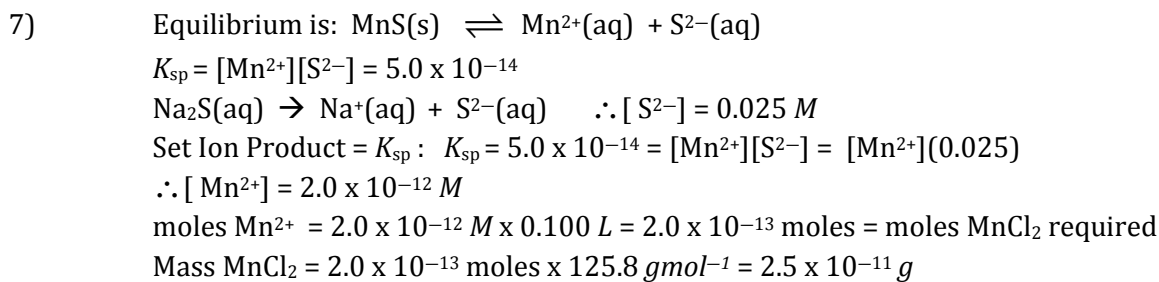 7) Equilibrium is: MnS(s) ⇌ Mn²⁺(aq) + S²⁻(aq)
Kₛₚ = [Mn²⁺][S²⁻] = 5.0 x 10⁻¹⁴
Na₂S(aq) → Na⁺(aq) + S²⁻(aq) ∴[ S²⁻] = 0.025 M
Set Ion Product = Kₛₚ : Kₛₚ = 5.0 x 10⁻¹⁴ = [Mn²⁺][S²⁻] = [Mn²⁺](0.025)
∴[ Mn²⁺] = 2.0 x 10⁻¹² M
moles Mn²⁺ = 2.0 x 10⁻¹² M x 0.100 L = 2.0 x 10⁻¹³ moles = moles MnCl₂ required
Mass MnCl₂ = 2.0 x 10⁻¹³ moles x 125.8 gmol⁻¹ = 2.5 x 10⁻¹¹ g